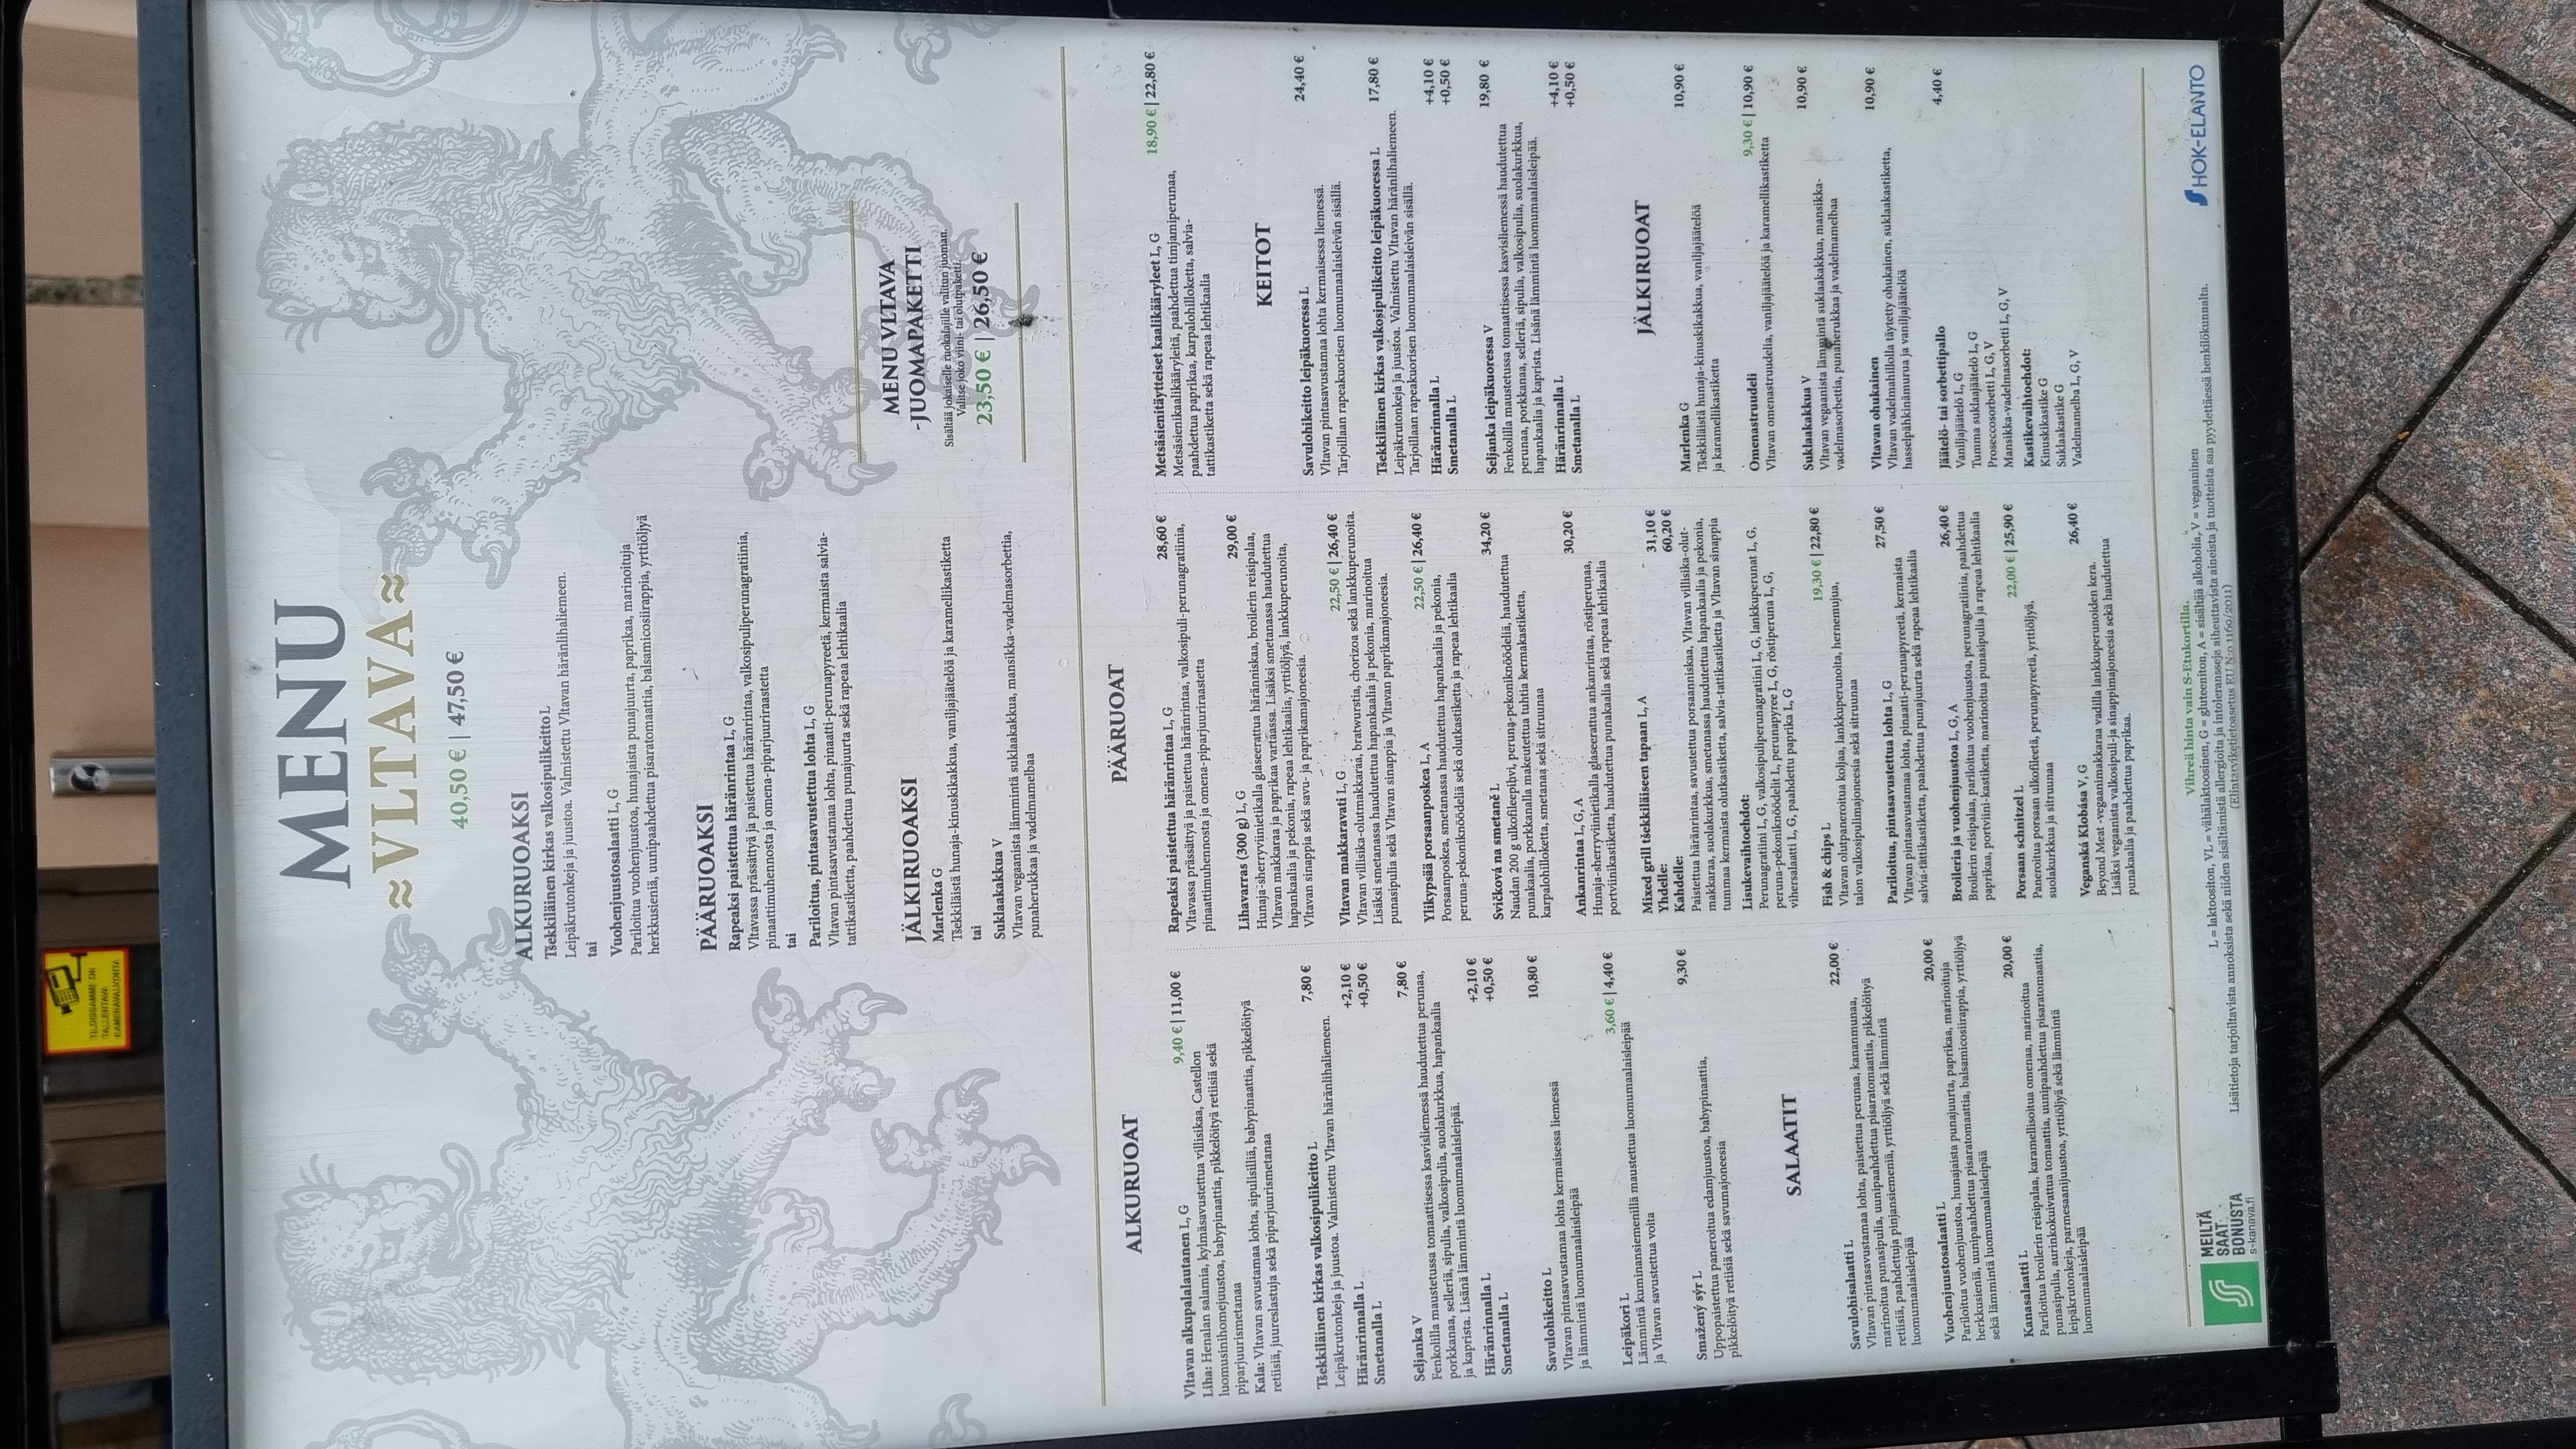 TILOISSAMME ON
TALLENTAVA
KAMERAVALVONTA
MENU
≈VLTAVA≈
40,50 € | 47,50 €
ALKURUOAKSI
Tšekkiläinen kirkas valkosipulikeitto L
Leipäkrutonkeja ja juustoa. Valmistettu Vltavan häränlihaliemeen.
tai
Vuohenjuustosalaatti L, G
Pariloitua vuohenjuustoa, hunajaista punajuurta, paprikaa, marinoituja
herkkusieniä, uunipaahdettua pisaratomaattia, balsamicosiirappia, yrttiöljyä
PÄÄRUOAKSI
Rapeaksi paistettua häränrintaa L, G
Vltavassa prässättyä ja paistettua häränrintaa, valkosipuliperunagratiinia,
pinaattimuhennosta ja omena-piparjuuriraastetta
tai
Pariloitua, pintasavustettua lohta L, G
Vltavan pintasavustamaa lohta, pinaatti-perunapyreetä, kermaista salvia-
tattikastiketta, paahdettua punajuurta sekä rapeaa lehtikaalia
JÄLKIRUOAKSI
Marlenka G
Tšekkiläistä hunaja-kinuskikakkua, vaniljajäätelöä ja karamellikastiketta
tai
Suklaakakkua V
Vltavan vegaanista lämmintä suklaakakkua, mansikka-vadelmasorbettia,
punaherukkaa ja vadelmamelbaa
MENU VLTAVA
-JUOMAPAKETTI
Sisältää jokaiselle ruokalajille valitun juoman.
Valitse joko viini- tai olutpaketti.
23,50 € | 26,50 €
ALKURUOAT
Vltavan alkupalalautanen L, G 9,40 € | 11,00 €
Liha: Henalan salamia, kylmäsavustettua villisikaa, Castellon
luomusinihomejuustoa, babypinaattia, pikkelöityä retiisiä sekä
piparjuurismetanaa
Kala: Vltavan savustamaa lohta, sipulisilliä, babypinaattia, pikkelöityä
retiisiä, juureslastuja sekä piparjuurismetanaa
Tšekkiläinen kirkas valkosipulikeitto L 7,80 €
Leipäkrutonkeja ja juustoa. Valmistettu Vltavan häränlihaliemeen.
Häränrinnalla L +2,10 €
Smetanalla L +0,50 €
Seljanka V 7,80 €
Fenkolilla maustetussa tomaattisessa kasvisliemessä haudutettua perunaa,
porkkanaa, selleriä, sipulia, valkosipulia, suolakurkkua, hapankaalia
ja kaprista. Lisänä lämmintä luomumaalaisleipää.
Häränrinnalla L +2,10 €
Smetanalla L +0,50 €
Savulohikeitto L 10,80 €
Vltavan pintasavustamaa lohta kermaisessa liemessä
ja lämmintä luomumaalaisleipää
Leipäkori L 3,60 € | 4,40 €
Lämmintä kuminansiemenillä maustettua luomumaalaisleipää
ja Vltavan savustettua voita
Smažený sýr L 9,30 €
Uppopaistettua paneroitua edamjuustoa, babypinaattia,
pikkelöityä retiisiä sekä savumajoneesia
SALAATIT
Savulohisalaatti L 22,00 €
Vltavan pintasavustamaa lohta, paistettua perunaa, kananmunaa,
marinoitua punasipulia, uunipaahdettua pisaratomaattia, pikkelöityä
retiisiä, paahdettuja pinjansiemeniä, yrttiöljyä sekä lämmintä
luomumaalaisleipää
Vuohenjuustosalaatti L 20,00 €
Pariloitua vuohenjuustoa, hunajaista punajuurta, paprikaa, marinoituja
herkkusieniä, uunipaahdettua pisaratomaattia, balsamicosiirappia, yrttiöljyä
sekä lämmintä luomumaalaisleipää
Kanasalaatti L 20,00 €
Pariloitua broilerin reisipalaa, karamellisoitua omenaa, marinoitua
punasipulia, aurinkokuivattua tomaattia, uunipaahdettua pisaratomaattia,
leipäkrutonkeja, parmesaanijuustoa, yrttiöljyä sekä lämmintä
luomumaalaisleipää
PÄÄRUOAT
Rapeaksi paistettua häränrintaa L, G 28,60 €
Vltavassa prässättyä ja paistettua häränrintaa, valkosipuli-perunagratiinia,
pinaattimuhennosta ja omena-piparjuuriraastetta
Lihavarras (300 g) L, G 29,00 €
Hunaja-sherryviinietikalla glaseerattua häränniskaa, broilerin reisipalaa,
Vltavan makkaraa ja paprikaa vartaassa. Lisäksi smetanassa haudutettua
hapankaalia ja pekonia, rapeaa lehtikaalia, yrttiöljyä, lankkuperunoita,
Vltavan sinappia sekä savu- ja paprikamajoneesia.
Vltavan makkaravati L, G 22,50 € | 26,40 €
Vltavan villisika-olutmakkaraa, bratwurstia, chorizoa sekä lankkuperunoita.
Lisäksi smetanassa haudutettua hapankaalia ja pekonia, marinoitua
punasipulia sekä Vltavan sinappia ja Vltavan paprikamajoneesia.
Ylikypsää porsaanposkea L, A 22,50 € | 26,40 €
Porsaanposkea, smetanassa haudutettua hapankaalia ja pekonia,
peruna-pekoniknöödeliä sekä olutkastiketta ja rapeaa lehtikaalia
Svičková na smetaně L 34,20 €
Naudan 200 g ulkofileepihvi, peruna-pekoniknöödeliä, haudutettua
punakaalia, porkkanalla makeutettua tuhtia kermakastiketta,
karpalohilloketta, smetanaa sekä sitruunaa
Ankanrintaa L, G, A 30,20 €
Hunaja-sherryviinietikalla glaseerattua ankanrintaa, röstiperunaa,
portviinikastiketta, haudutettua punakaalia sekä rapeaa lehtikaalia
Mixed grill tšekkiläiseen tapaan L, A
Yhdelle: 31,10 €
Kahdelle: 60,20 €
Paistettua häränrintaa, savustettua porsaanniskaa, Vltavan villisika-olut-
makkaraa, suolakurkkua, smetanassa haudutettua hapankaalia ja pekonia,
tummaa kermaista olutkastiketta, salvia-tattikastiketta ja Vltavan sinappia
Lisukevaihtoehdot:
Perunagratiini L, G, valkosipuliperunagratiini L, G, lankkuperunat L, G,
peruna-pekoniknöödelit L, perunapyree L, G, röstiperuna L, G,
vihersalaatti L, G, paahdettu paprika L, G
Fish & chips L 19,30 € | 22,80 €
Vltavan olutpaneroitua koljaa, lankkuperunoita, hernemujua,
talon valkosipulimajoneesia sekä sitruunaa
Pariloitua, pintasavustettua lohta L, G 27,50 €
Vltavan pintasavustamaa lohta, pinaatti-perunapyreetä, kermaista
salvia-tattikastiketta, paahdettua punajuurta sekä rapeaa lehtikaalia
Broileria ja vuohenjuustoa L, G, A 26,40 €
Broilerin reisipalaa, pariloitua vuohenjuustoa, perunagratiinia, paahdettua
paprikaa, portviini-kastiketta, marinoitua punasipulia ja rapeaa lehtikaalia
Porsaan schnitzel L 22,00 € | 25,90 €
Paneroitua porsaan ulkofileetä, perunapyreetä, yrttiöljyä,
suolakurkkua ja sitruunaa
Veganská Klobása V, G 26,40 €
Beyond Meat -vegaanimakkaraa vadilla lankkuperunoiden kera.
Lisäksi vegaanista valkosipuli-ja sinappimajoneesia sekä haudutettua
punakaalia ja paahdettua paprikaa.
Metsäsienitäytteiset kaalikääryleet L, G 18,90 € | 22,80 €
Metsäsienikaalikääryleitä, paahdettua timjamiperunaa,
paahdettua paprikaa, karpalohilloketta, salvia-
tattikastiketta sekä rapeaa lehtikaalia
KEITOT
Savulohikeitto leipäkuoressa L 24,40 €
Vltavan pintasavustamaa lohta kermaisessa liemessä.
Tarjoillaan rapeakuorisen luomumaalaisleivän sisällä.
Tšekkiläinen kirkas valkosipulikeitto leipäkuoressa L 17,80 €
Leipäkrutonkeja ja juustoa. Valmistettu Vltavan häränlihaliemeen.
Tarjoillaan rapeakuorisen luomumaalaisleivän sisällä.
Häränrinnalla L +4,10 €
Smetanalla L +0,50 €
Seljanka leipäkuoressa V 19,80 €
Fenkolilla maustetussa tomaattisessa kasvisliemessä haudutettua
perunaa, porkkanaa, selleriä, sipulia, valkosipulia, suolakurkkua,
hapankaalia ja kaprista. Lisänä lämmintä luomumaalaisleipää.
Häränrinnalla L +4,10 €
Smetanalla L +0,50 €
JÄLKIRUOAT
Marlenka G 10,90 €
Tšekkiläistä hunaja-kinuskikakkua, vaniljajäätelöä
ja karamellikastiketta
Omenastruudeli 9,30 € | 10,90 €
Vltavan omenastruudelia, vaniljajäätelöä ja karamellikastiketta
Suklaakakkua V 10,90 €
Vltavan vegaanista lämmintä suklaakakkua, mansikka-
vadelmasorbettia, punaherukkaa ja vadelmamelbaa
Vltavan ohukainen 10,90 €
Vltavan vadelmahillolla täytetty ohukainen, suklaakastiketta,
hasselpähkinämurua ja vaniljajäätelöä
Jäätelö- tai sorbettipallo 4,40 €
Vaniljajäätelö L, G
Tumma suklaajäätelö L, G
Proseccosorbetti L, G, V
Mansikka-vadelmasorbetti L, G, V
Kastikevaihtoehdot:
Kinuskikastike G
Suklaakastike G
Vadelmamelba L, G, V
MEILTÄ
SAAT
BONUSTA
s-kanava.fi
Vihreä hinta vain S-Etukortilla.
L = laktoositon, VL = vähälaktoosinen, G = gluteeniton, A = sisältää alkoholia, V = vegaaninen
Lisätietoja tarjoiltavista annoksista sekä niiden sisältämistä allergioita ja intoleransseja aiheuttavista aineista ja tuotteista saa pyydettäessä henkilökunnalta.
(Elintarviketietoasetus EU N:o 1169/2011)
HOK-ELANTO